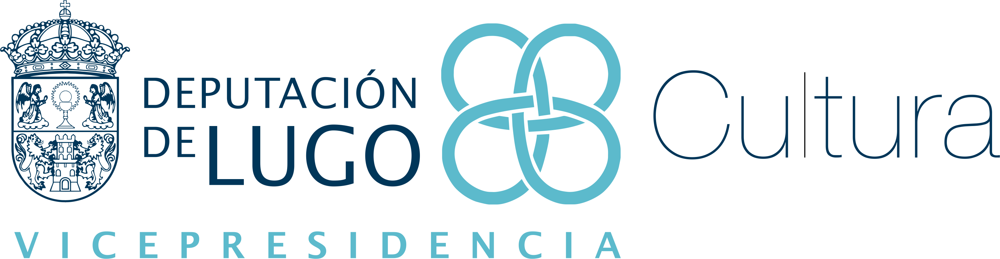 DEPUTACIÓN
DE LUGO
Cultura
VICEPRESIDENCIA